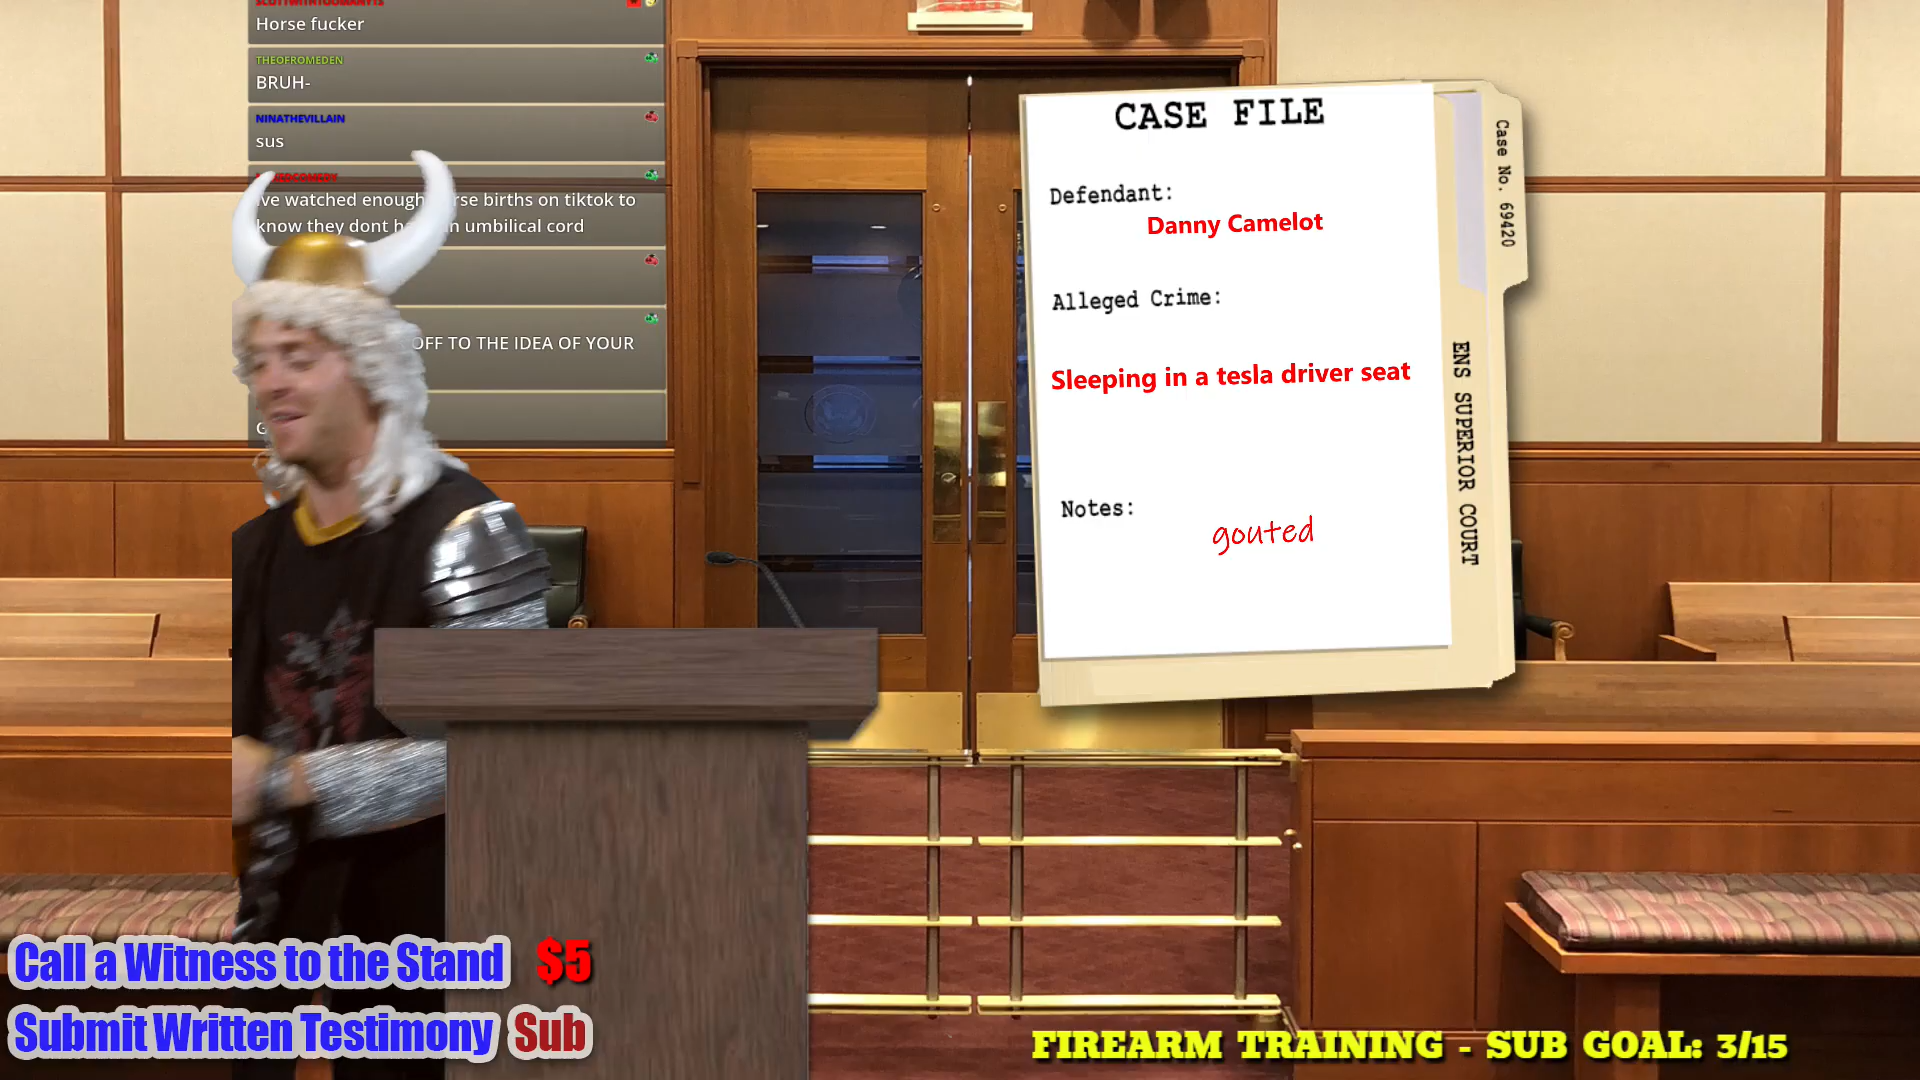 Horse fucker
THEOFROMEDEN
BRUH-
NINATHEVILLAIN
sus
ive watched enough rse births on tiktok to
know they dont h n umbilical cord
OFF TO THE IDEA OF YOUR
G
CASE FILE
Defendant:
Danny Camelot
Alleged Crime:
Sleeping in a tesla driver seat
Notes:
gouted
Case No. 69420
ENS SUPERIOR COURT
Call a Witness to the Stand $5
Submit Written Testimony Sub
FIREARM TRAINING - SUB GOAL: 3/15